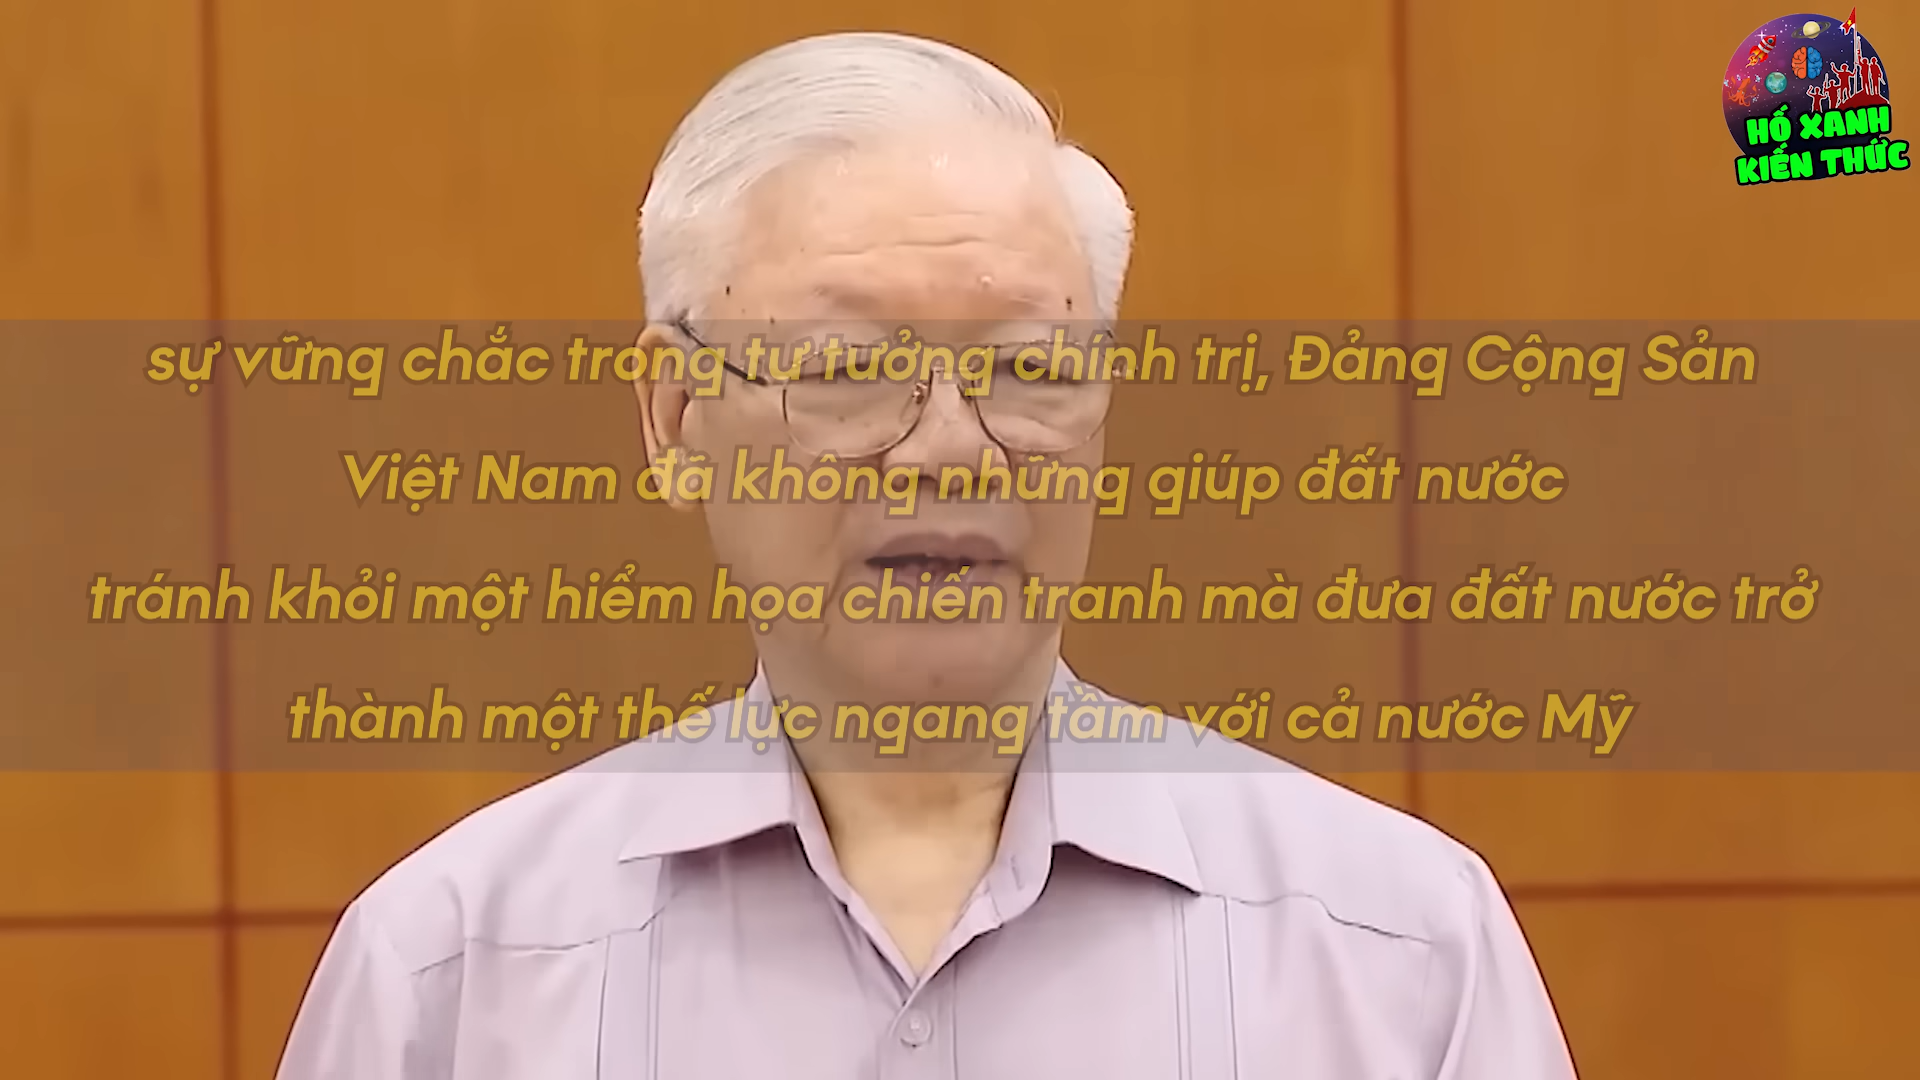 HỐ XANH
KIẾN THỨC
sự vững chắc trong tư tưởng chính trị, Đảng Cộng Sản
Việt Nam đã không những giúp đất nước
tránh khỏi một hiểm họa chiến tranh mà đưa đất nước trở
thành một thế lực ngang tầm với cả nước Mỹ